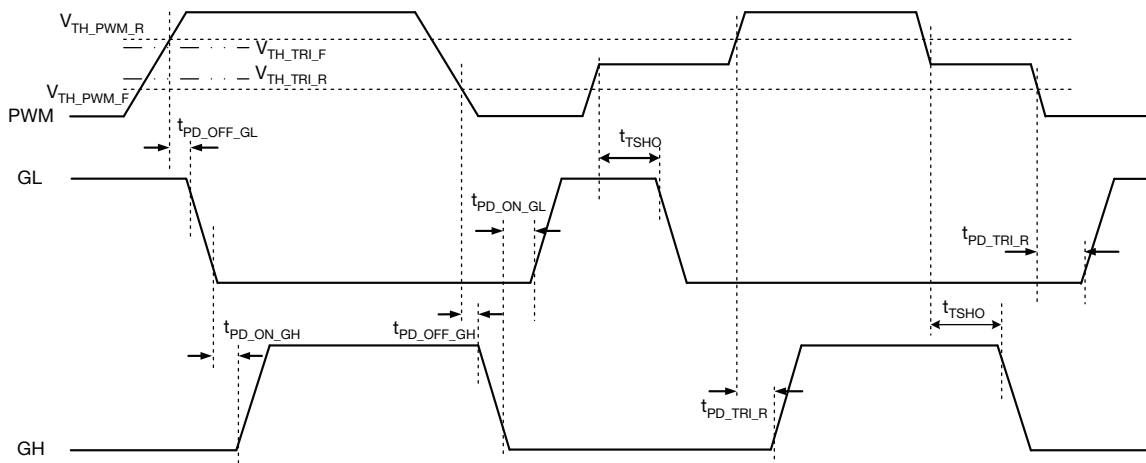 V_TH_PWM_R
V_TH_TRI_F
V_TH_TRI_R
V_TH_PWM_F
PWM
t_PD_OFF_GL
t_TSHO
GL
t_PD_ON_GL
t_PD_TRI_R
t_TSHO
t_PD_ON_GH
t_PD_OFF_GH
t_PD_TRI_R
GH